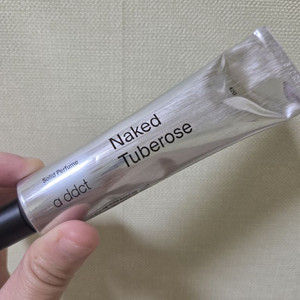 Naked
Tuberose
Solid Perfume
a ddct